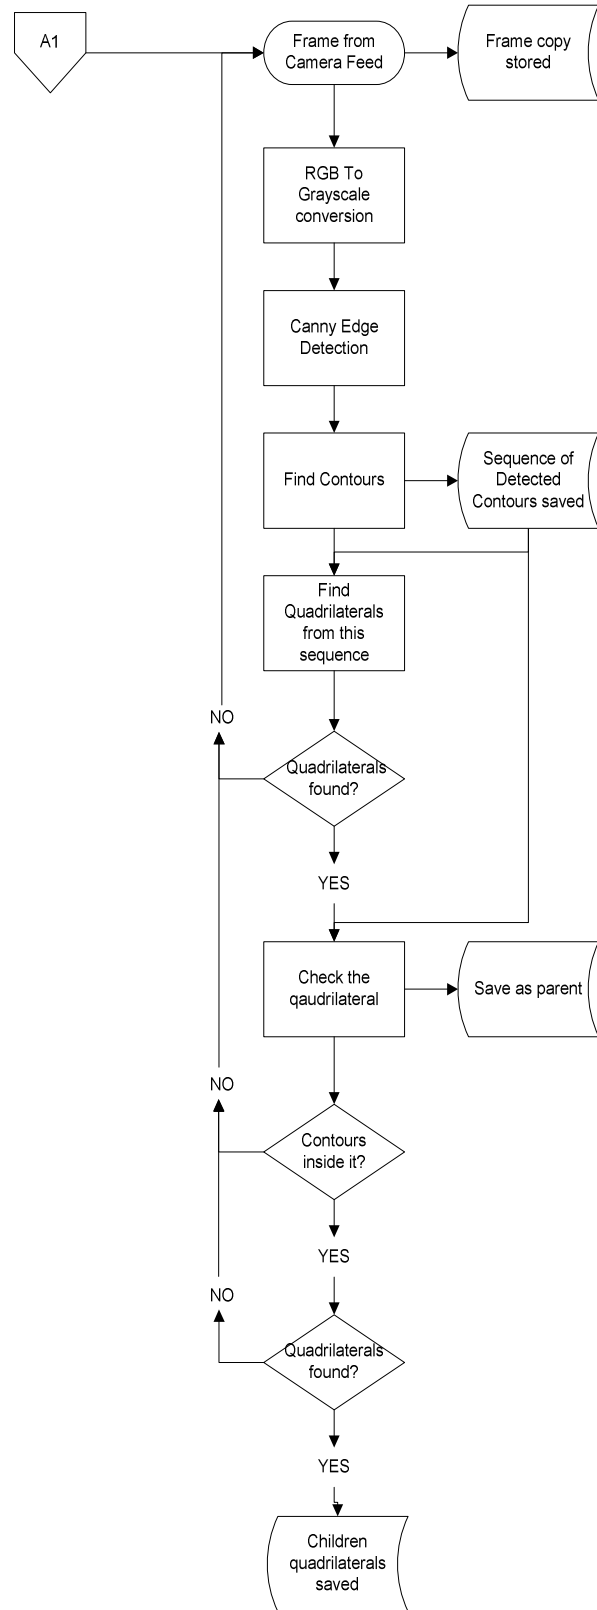 A1
Frame from
Camera Feed
Frame copy
stored
RGB To
Grayscale
conversion
Canny Edge
Detection
Find Contours
Sequence of
Detected
Contours saved
Find
Quadrilaterals
from this
sequence
NO
Quadrilaterals
found?
YES
Check the
qaudrilateral
Save as parent
NO
Contours
inside it?
YES
NO
Quadrilaterals
found?
YES
Children
quadrilaterals
saved